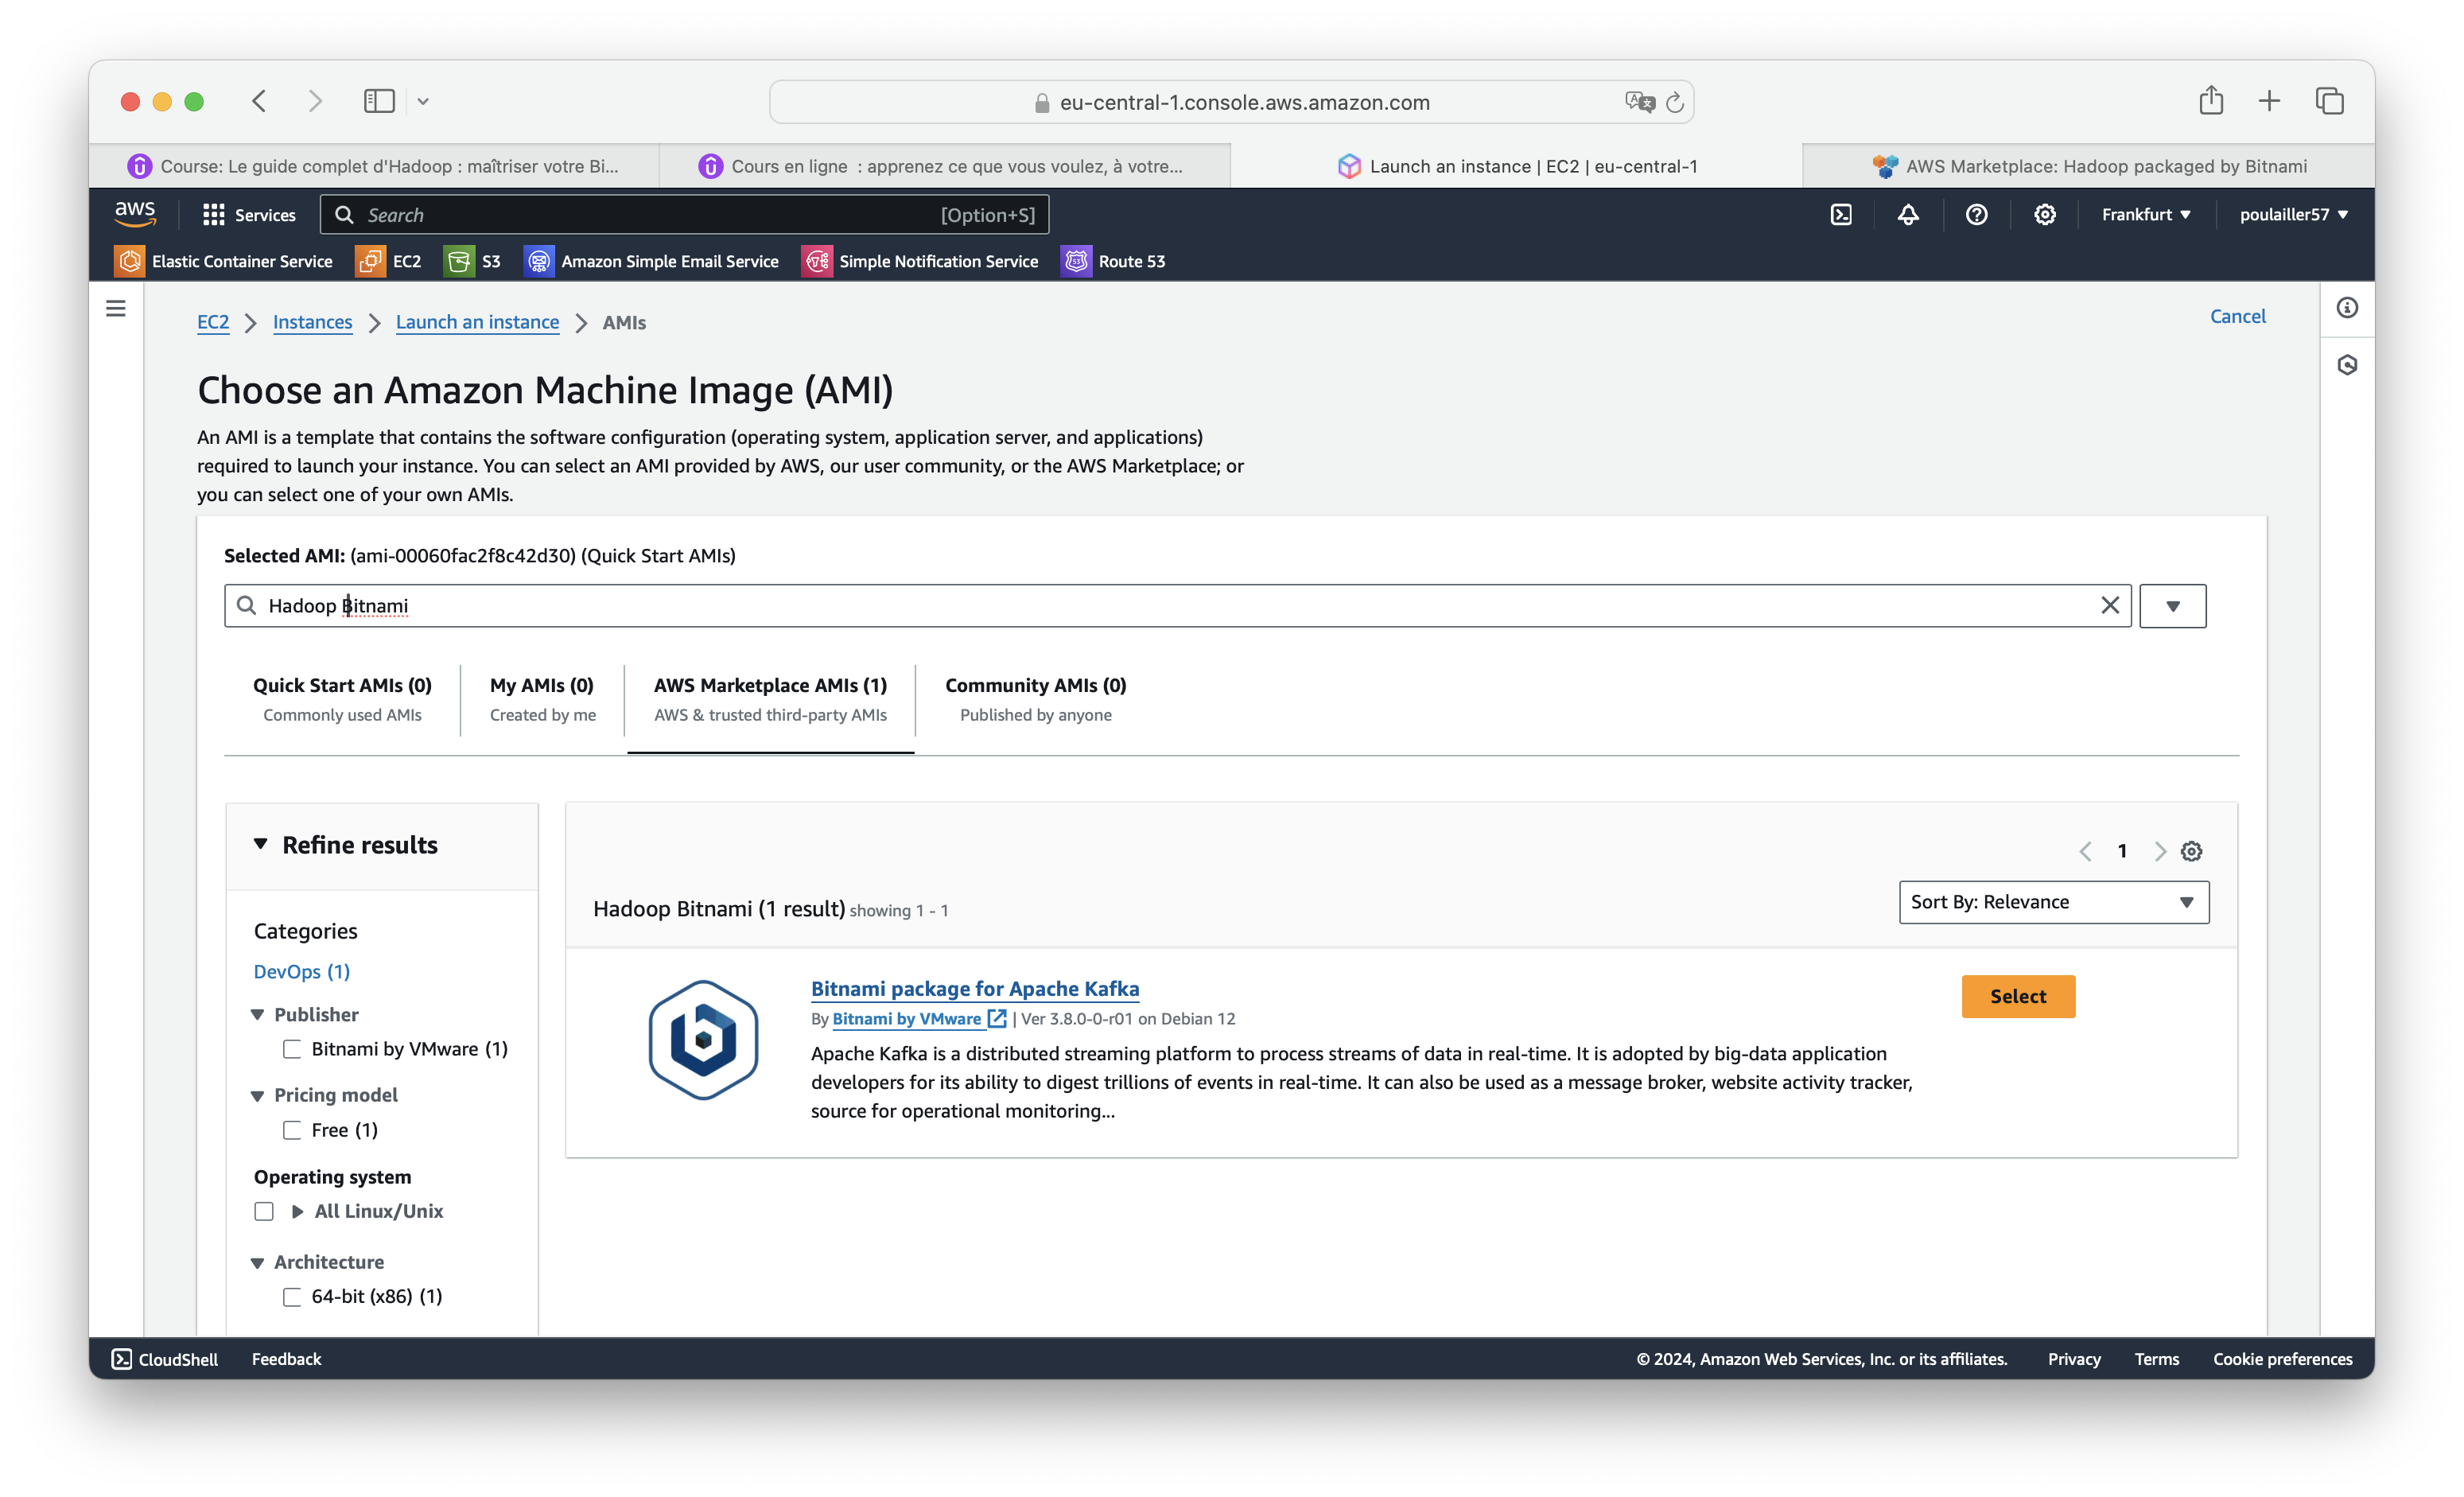 eu-central-1.console.aws.amazon.com
Course: Le guide complet d'Hadoop : maîtriser votre Bi...
Cours en ligne : apprenez ce que vous voulez, à votre...
Launch an instance | EC2 | eu-central-1
AWS Marketplace: Hadoop packaged by Bitnami
aws
Services
Search
[Option+S]
Frankfurt
poulailler57
Elastic Container Service
EC2
S3
Amazon Simple Email Service
Simple Notification Service
Route 53
EC2
Instances
Launch an instance
AMIs
Cancel
Choose an Amazon Machine Image (AMI)
An AMI is a template that contains the software configuration (operating system, application server, and applications)
required to launch your instance. You can select an AMI provided by AWS, our user community, or the AWS Marketplace; or
you can select one of your own AMIs.
Selected AMI: (ami-00060fac2f8c42d30) (Quick Start AMIs)
Hadoop Bitnami
Quick Start AMIs (0)
Commonly used AMIs
My AMIs (0)
Created by me
AWS Marketplace AMIs (1)
AWS & trusted third-party AMIs
Community AMIs (0)
Published by anyone
Refine results
Categories
DevOps (1)
Publisher
Bitnami by VMware (1)
Pricing model
Free (1)
Operating system
All Linux/Unix
Architecture
64-bit (x86) (1)
1
Hadoop Bitnami (1 result) showing 1 - 1
Sort By: Relevance
Bitnami package for Apache Kafka
By Bitnami by VMware | Ver 3.8.0-0-r01 on Debian 12
Select
Apache Kafka is a distributed streaming platform to process streams of data in real-time. It is adopted by big-data application
developers for its ability to digest trillions of events in real-time. It can also be used as a message broker, website activity tracker,
source for operational monitoring...
CloudShell
Feedback
© 2024, Amazon Web Services, Inc. or its affiliates.
Privacy
Terms
Cookie preferences